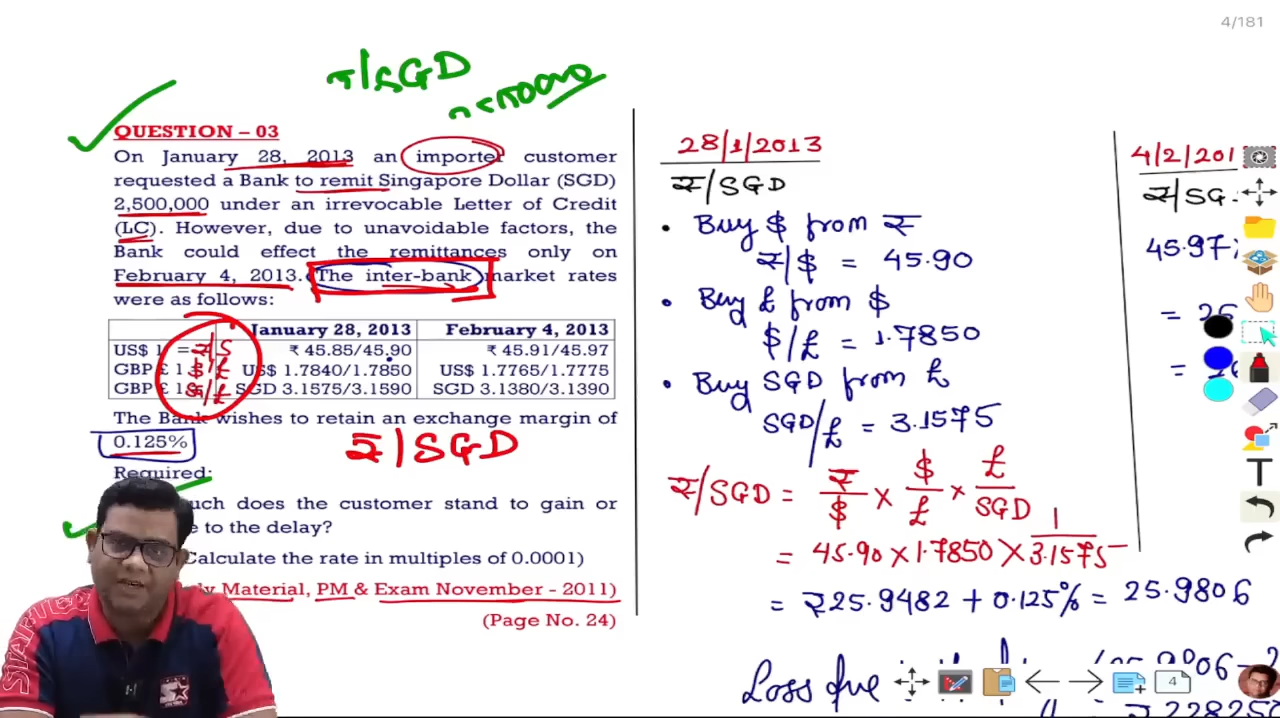 4/181
₹/SGD
QUESTION – 03
On January 28, 2013 an importer customer
requested a Bank to remit Singapore Dollar (SGD)
2,500,000 under an irrevocable Letter of Credit
(LC). However, due to unavoidable factors, the
Bank could effect the remittances only on
February 4, 2013. The inter-bank market rates
were as follows:
January 28, 2013 February 4, 2013
US$ 1 = ₹/$ ₹ 45.85/45.90 ₹ 45.91/45.97
GBP £ 1 $/£ US$ 1.7840/1.7850 US$ 1.7765/1.7775
GBP £ 1 SGD 3.1575/3.1590 SGD 3.1380/3.1390
The Bank wishes to retain an exchange margin of
0.125%
₹/SGD
Required:
much does the customer stand to gain or
e to the delay?
Calculate the rate in multiples of 0.0001)
y Material, PM & Exam November - 2011)
(Page No. 24)
28/1/2013
₹/SGD
• Buy $ from ₹
₹/$ = 45.90
• Buy £ from $
$/£ = 1.7850
• Buy SGD from £
SGD/£ = 3.1575
₹/SGD = ₹/$ × $/£ × £/SGD
= 45.90 × 1.7850 × 1/3.1575
= ₹25.9482 + 0.125% = 25.9806
Loss due
4/2/201
₹/SG
45.97
=
=
T
4